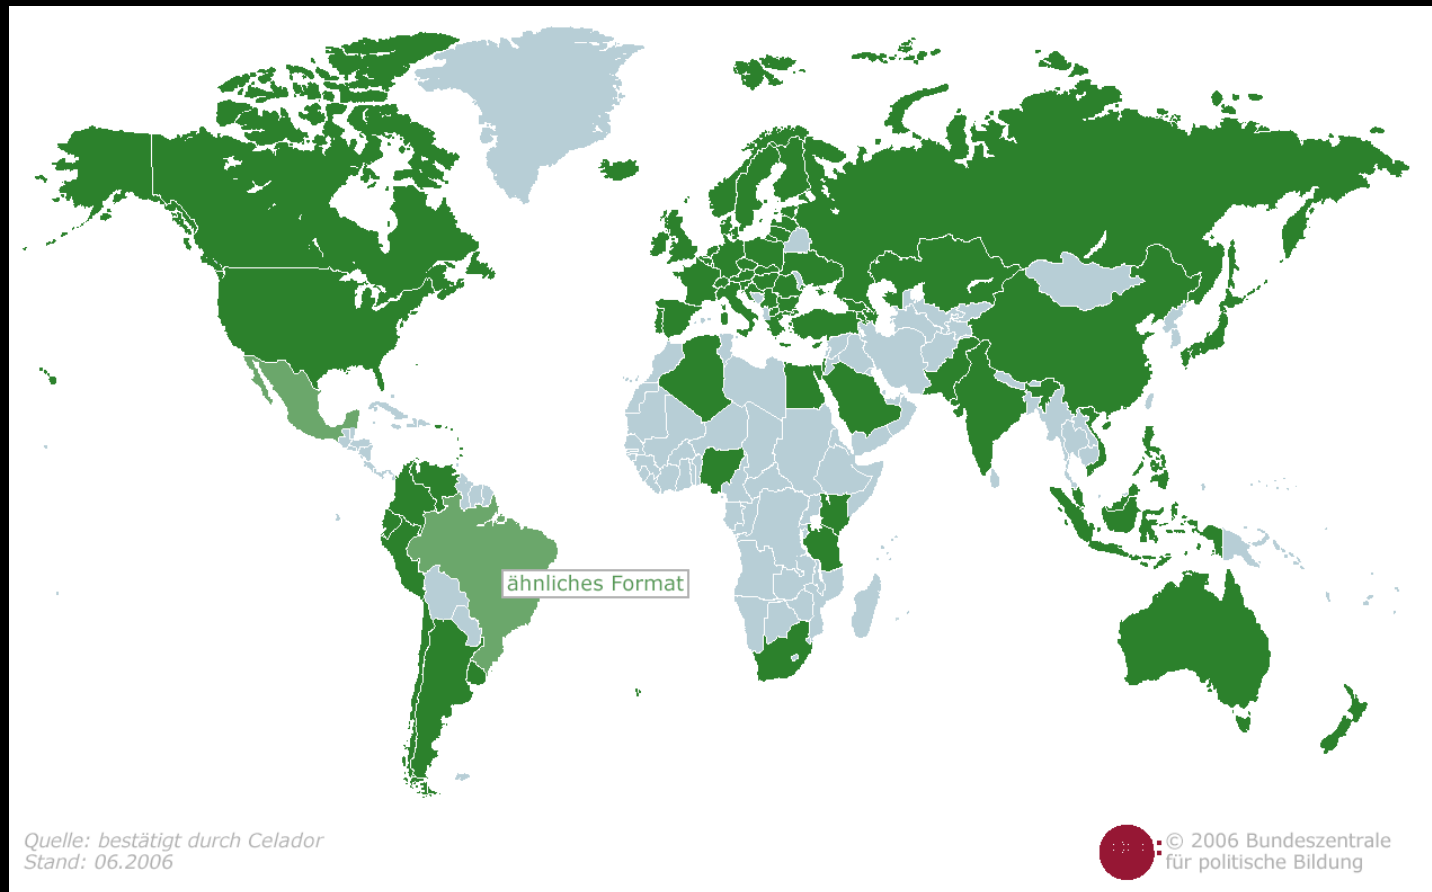 ähnliches Format
Quelle: bestätigt durch Celador
Stand: 06.2006
© 2006 Bundeszentrale
für politische Bildung